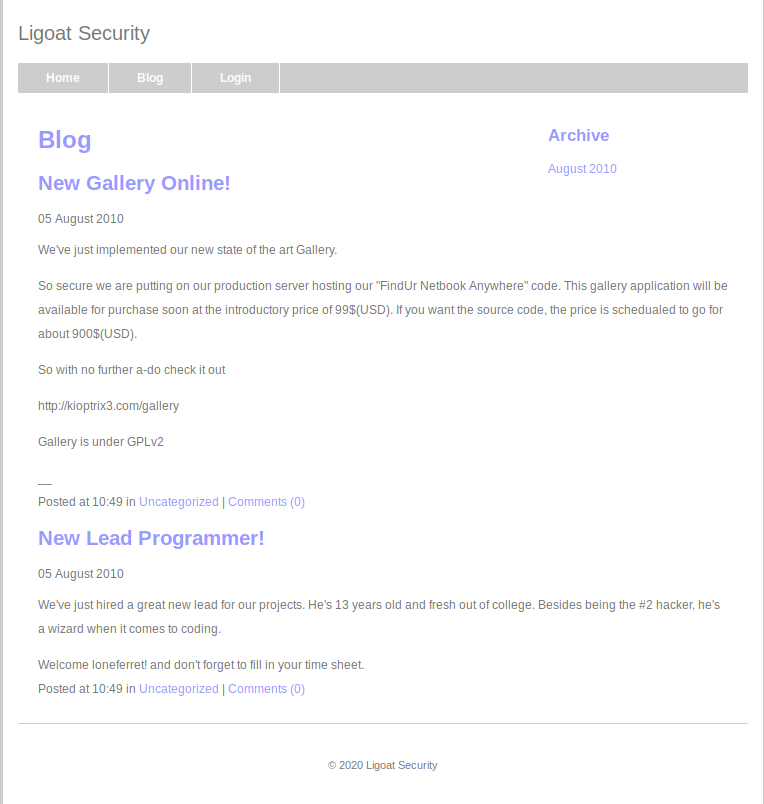 Ligoat Security
Home Blog Login
Blog
New Gallery Online!
05 August 2010
We've just implemented our new state of the art Gallery.
So secure we are putting on our production server hosting our "FindUr Netbook Anywhere" code. This gallery application will be
available for purchase soon at the introductory price of 99$(USD). If you want the source code, the price is schedualed to go for
about 900$(USD).
So with no further a-do check it out
http://kioptrix3.com/gallery
Gallery is under GPLv2
__
Posted at 10:49 in Uncategorized | Comments (0)
New Lead Programmer!
05 August 2010
We've just hired a great new lead for our projects. He's 13 years old and fresh out of college. Besides being the #2 hacker, he's
a wizard when it comes to coding.
Welcome loneferret! and don't forget to fill in your time sheet.
Posted at 10:49 in Uncategorized | Comments (0)
Archive
August 2010
© 2020 Ligoat Security